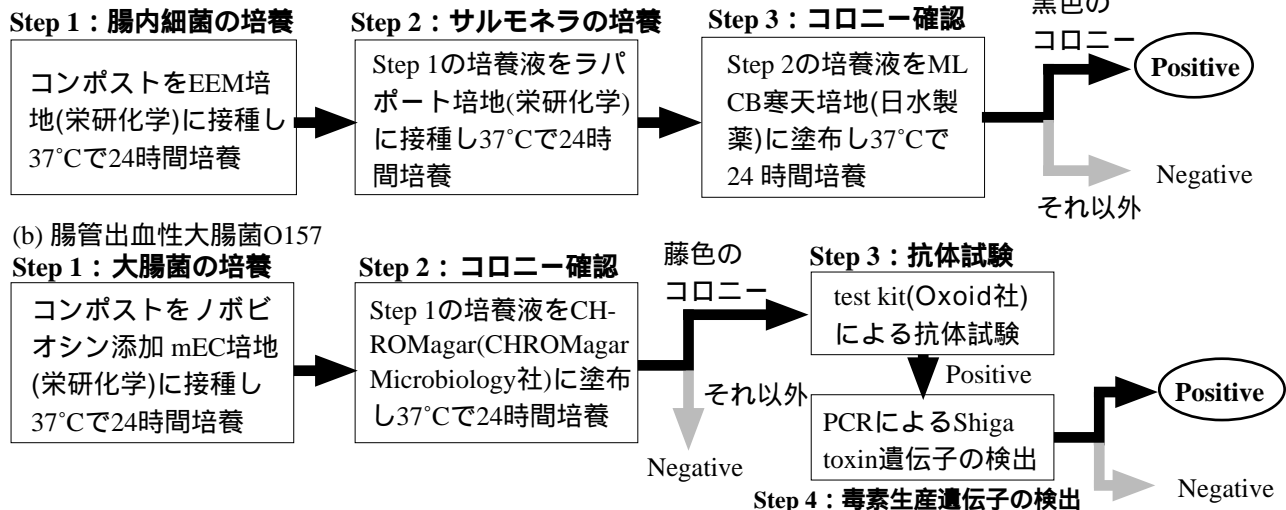 Step 1：腸内細菌の培養
コンポストをEEM培
地(栄研化学)に接種し
37˚Cで24時間培養
Step 2：サルモネラの培養
Step 1の培養液をラパ
ポート培地(栄研化学)
に接種し37˚Cで24時
間培養
Step 3：コロニー確認
Step 2の培養液をML
CB寒天培地(日水製
薬)に塗布し37˚Cで
24 時間培養
黒色の
コロニー
Positive
Negative
それ以外
(b) 腸管出血性大腸菌O157
Step 1：大腸菌の培養
コンポストをノボビ
オシン添加 mEC培地
(栄研化学)に接種し
37˚Cで24時間培養
Step 2：コロニー確認
Step 1の培養液をCH-
ROMagar(CHROMagar
Microbiology社)に塗布
し37˚Cで24時間培養
藤色の
コロニー
それ以外
Negative
Step 3：抗体試験
test kit(Oxoid社)
による抗体試験
Positive
PCRによるShiga
toxin遺伝子の検出
Step 4：毒素生産遺伝子の検出
Positive
Negative